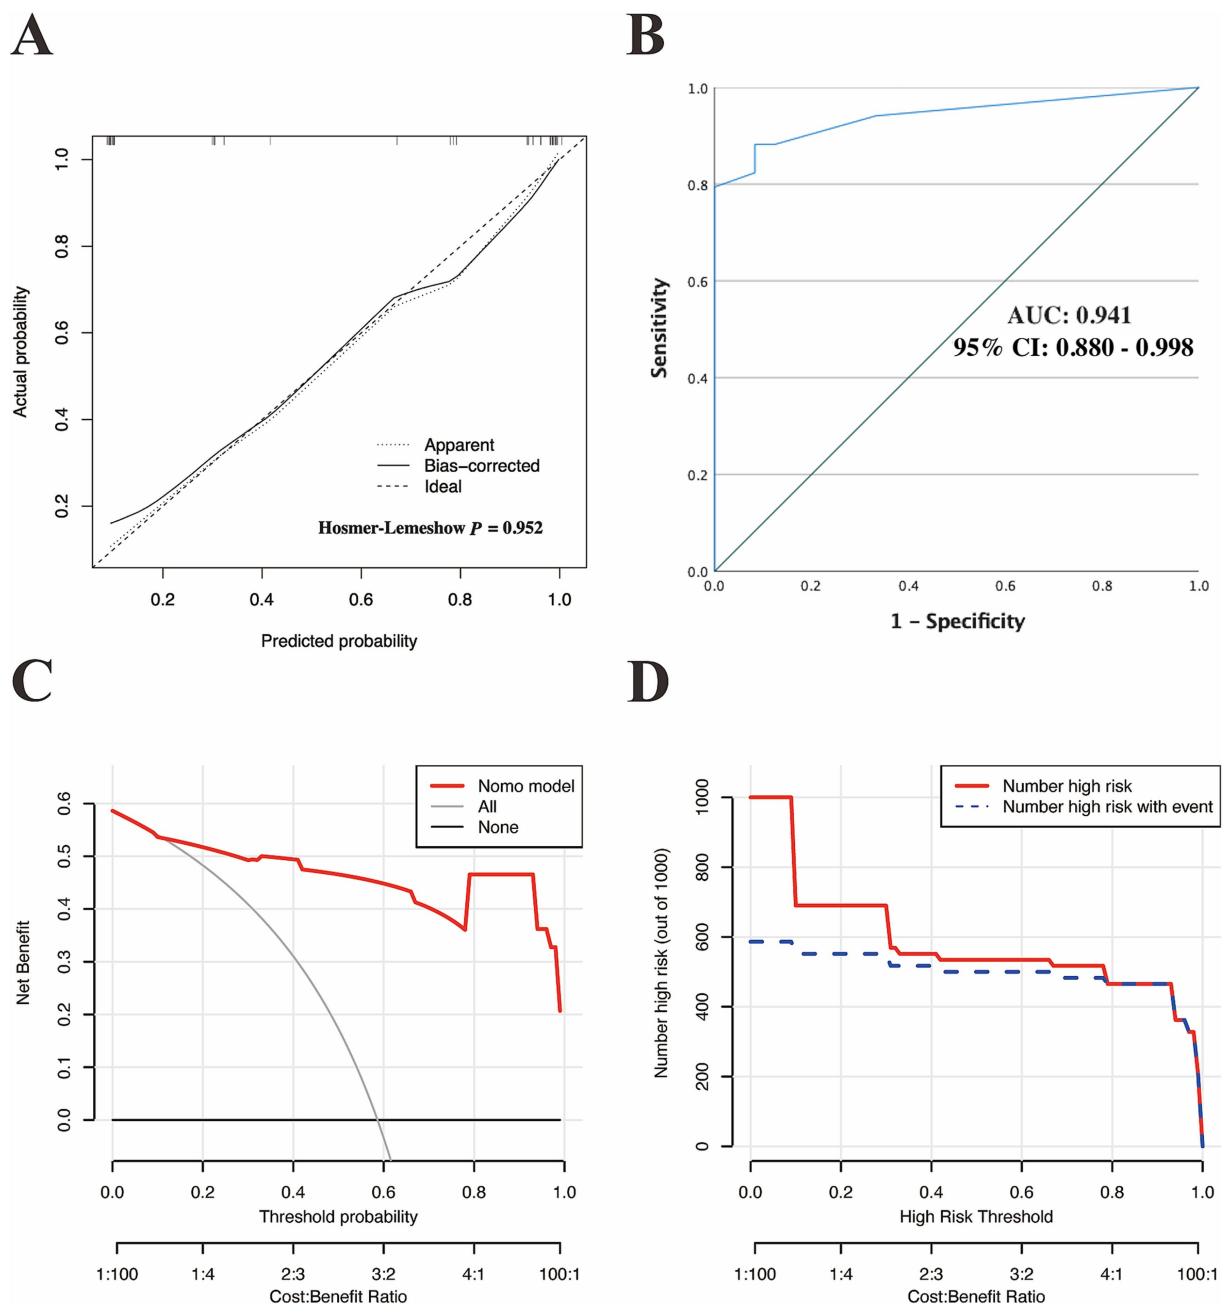 A
1.0
0.8
0.6
0.4
0.2
Actual probability
Apparent
Bias-corrected
Ideal
Hosmer-Lemeshow P = 0.952
0.2 0.4 0.6 0.8 1.0
Predicted probability
B
1.0
0.8
0.6
0.4
0.2
0.0
Sensitivity
AUC: 0.941
95% CI: 0.880 - 0.998
0.0 0.2 0.4 0.6 0.8 1.0
1 - Specificity
C
Nomo model
All
None
0.6
0.5
0.4
0.3
0.2
0.1
0.0
Net Benefit
0.0 0.2 0.4 0.6 0.8 1.0
Threshold probability
1:100 1:4 2:3 3:2 4:1 100:1
Cost:Benefit Ratio
D
Number high risk
Number high risk with event
1000
800
600
400
200
0
Number high risk (out of 1000)
0.0 0.2 0.4 0.6 0.8 1.0
High Risk Threshold
1:100 1:4 2:3 3:2 4:1 100:1
Cost:Benefit Ratio